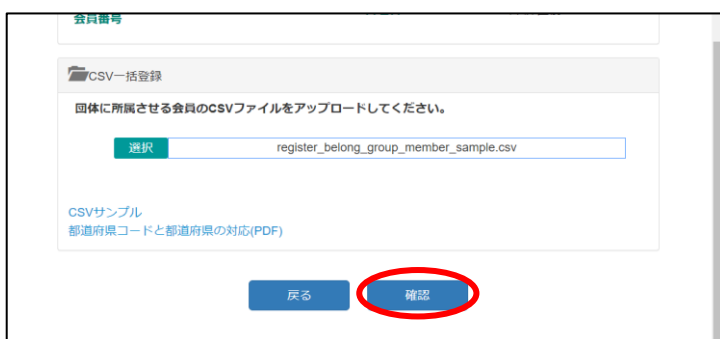 会員番号
CSV一括登録
団体に所属させる会員のCSVファイルをアップロードしてください。
選択 register_belong_group_member_sample.csv
CSVサンプル
都道府県コードと都道府県の対応(PDF)
戻る 確認